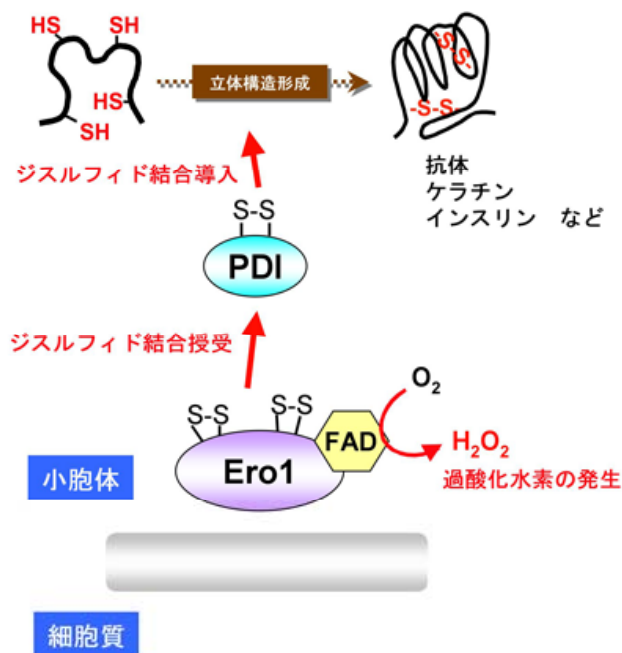 HS
SH
HS
SH
立体構造形成
-S-S-
-S-S-
抗体
ケラチン
インスリン など
ジスルフィド結合導入
S-S
PDI
ジスルフィド結合授受
S-S
S-S
O2
FAD
Ero1
H2O2
過酸化水素の発生
小胞体
細胞質